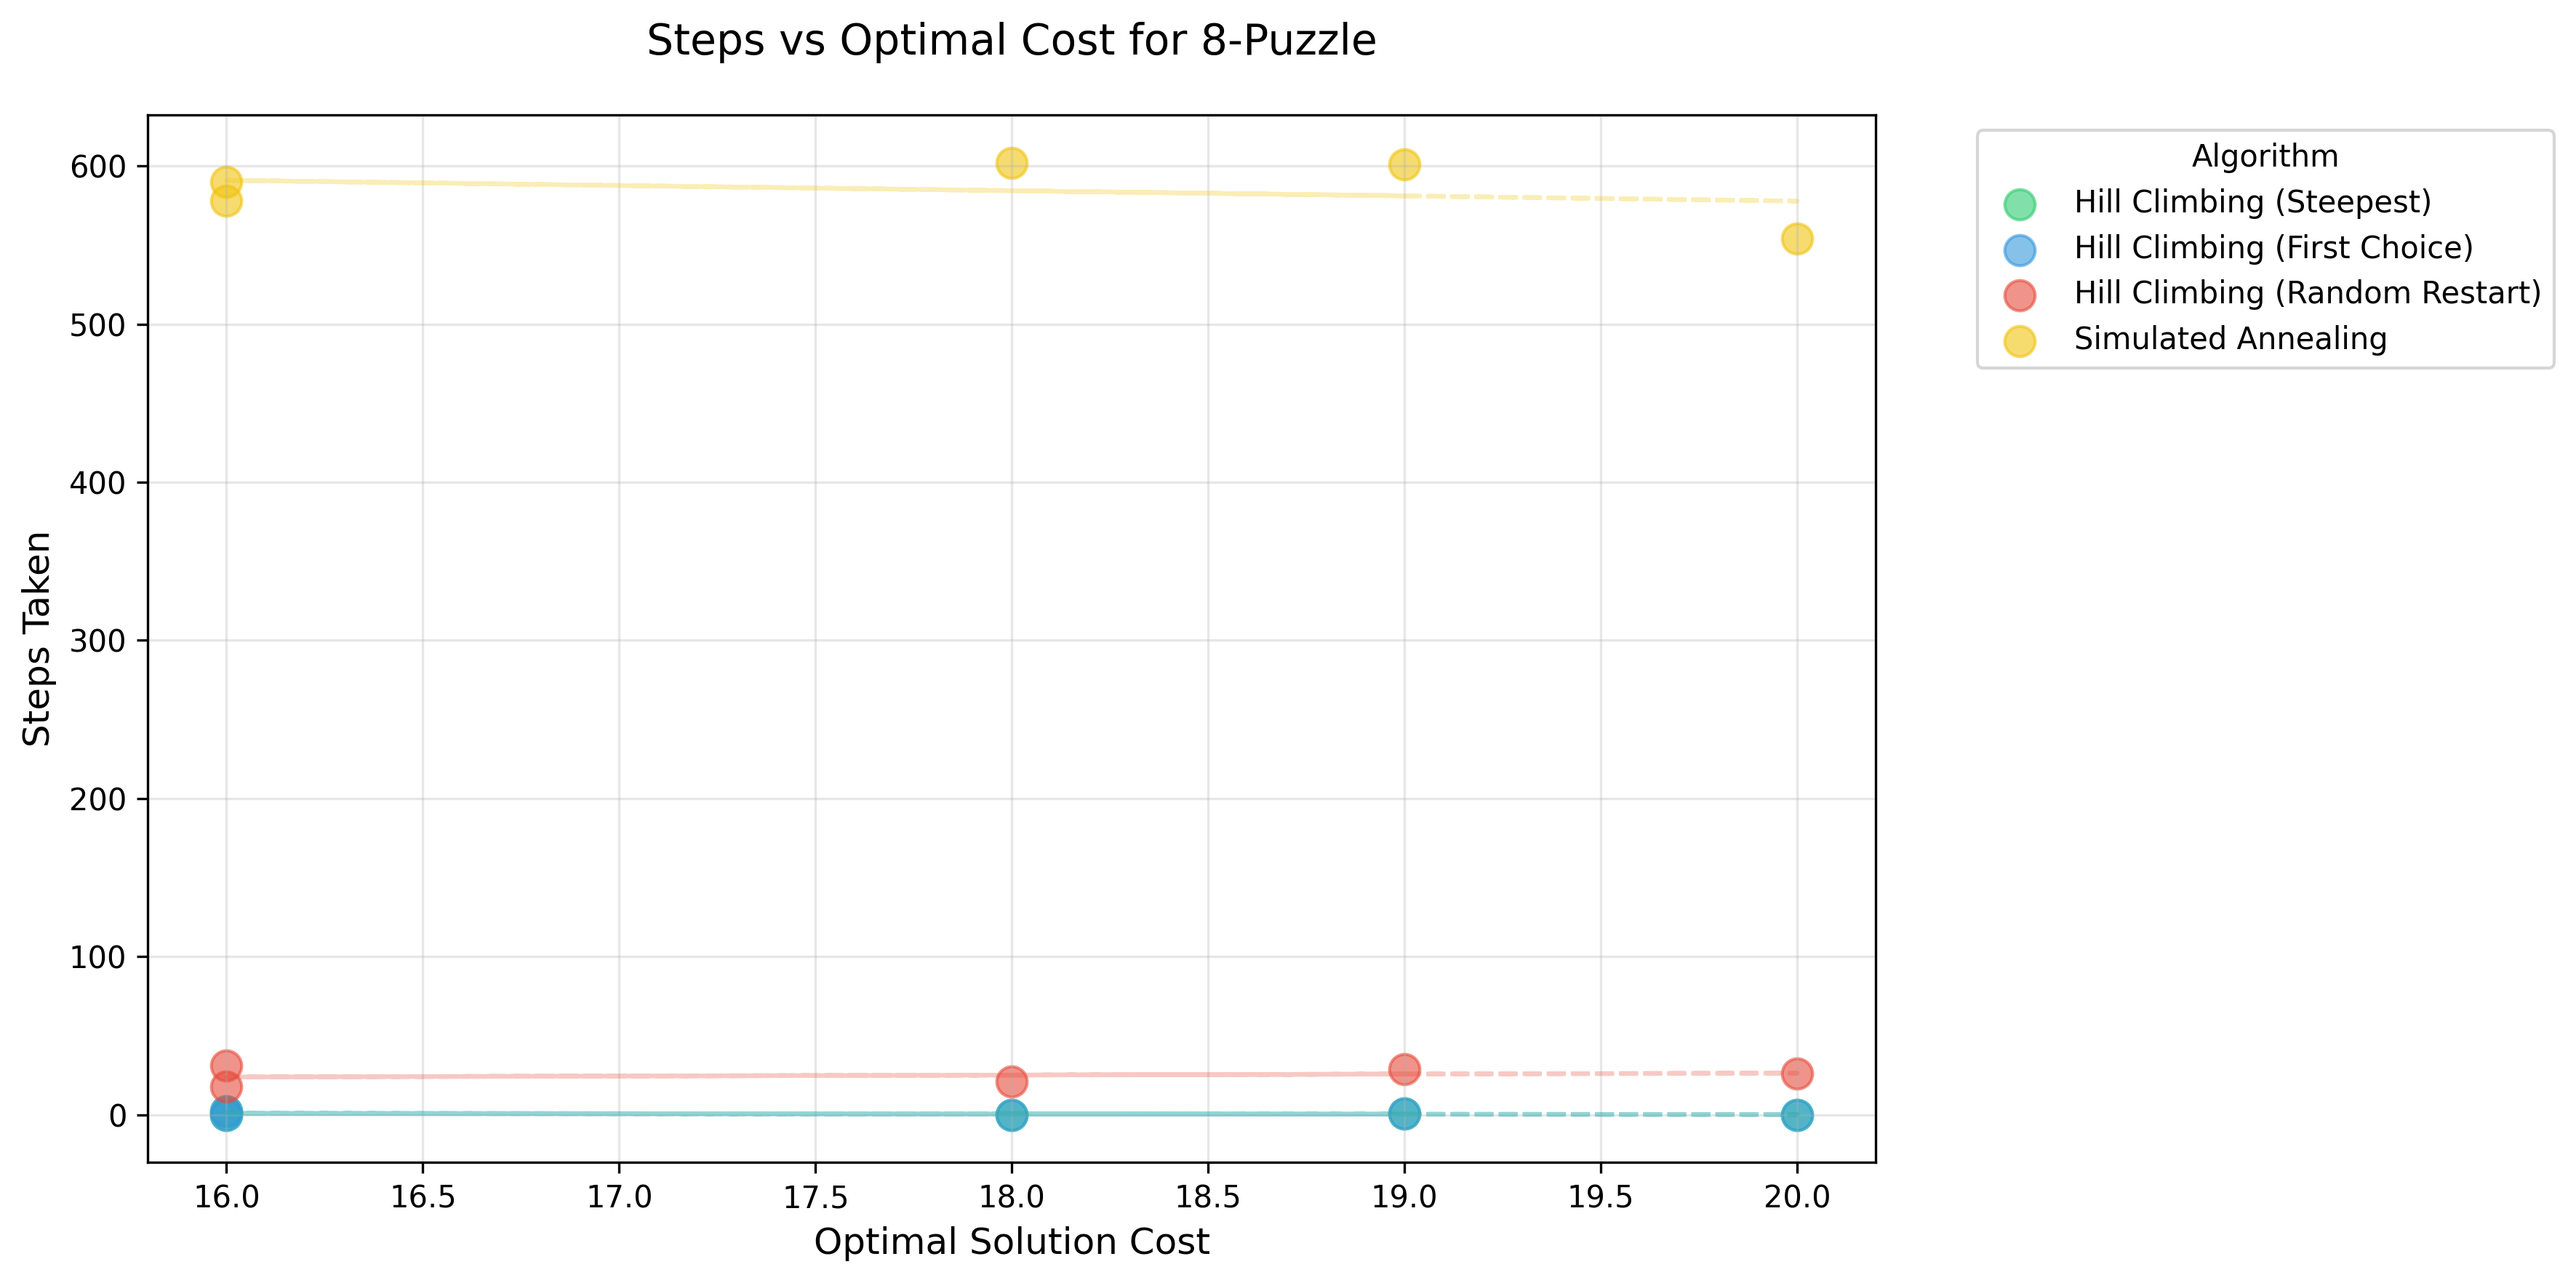 Steps vs Optimal Cost for 8-Puzzle
Algorithm
Hill Climbing (Steepest)
Hill Climbing (First Choice)
Hill Climbing (Random Restart)
Simulated Annealing
Steps Taken
600
500
400
300
200
100
0
16.0 16.5 17.0 17.5 18.0 18.5 19.0 19.5 20.0
Optimal Solution Cost